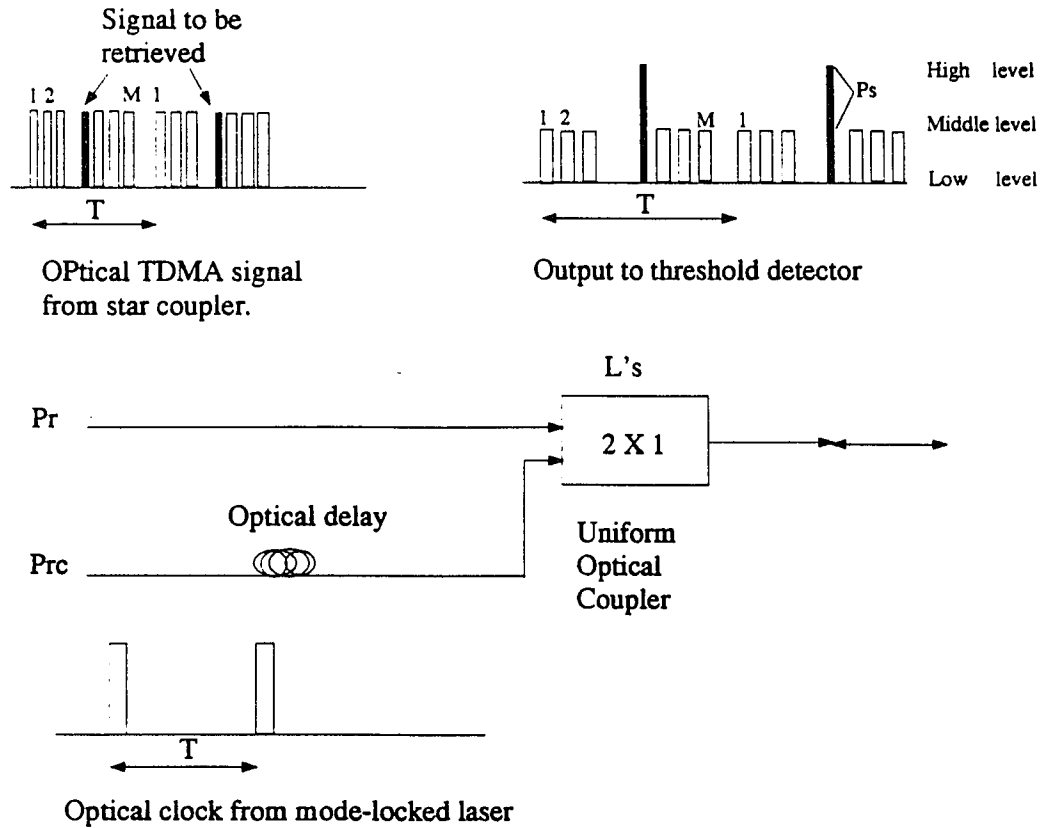 Signal to be
retrieved
1 2 M 1
T
OPtical TDMA signal
from star coupler.
1 2 M 1
Ps
High level
Middle level
Low level
T
Output to threshold detector
L's
Pr
2 X 1
Optical delay
Prc
Uniform
Optical
Coupler
T
Optical clock from mode-locked laser